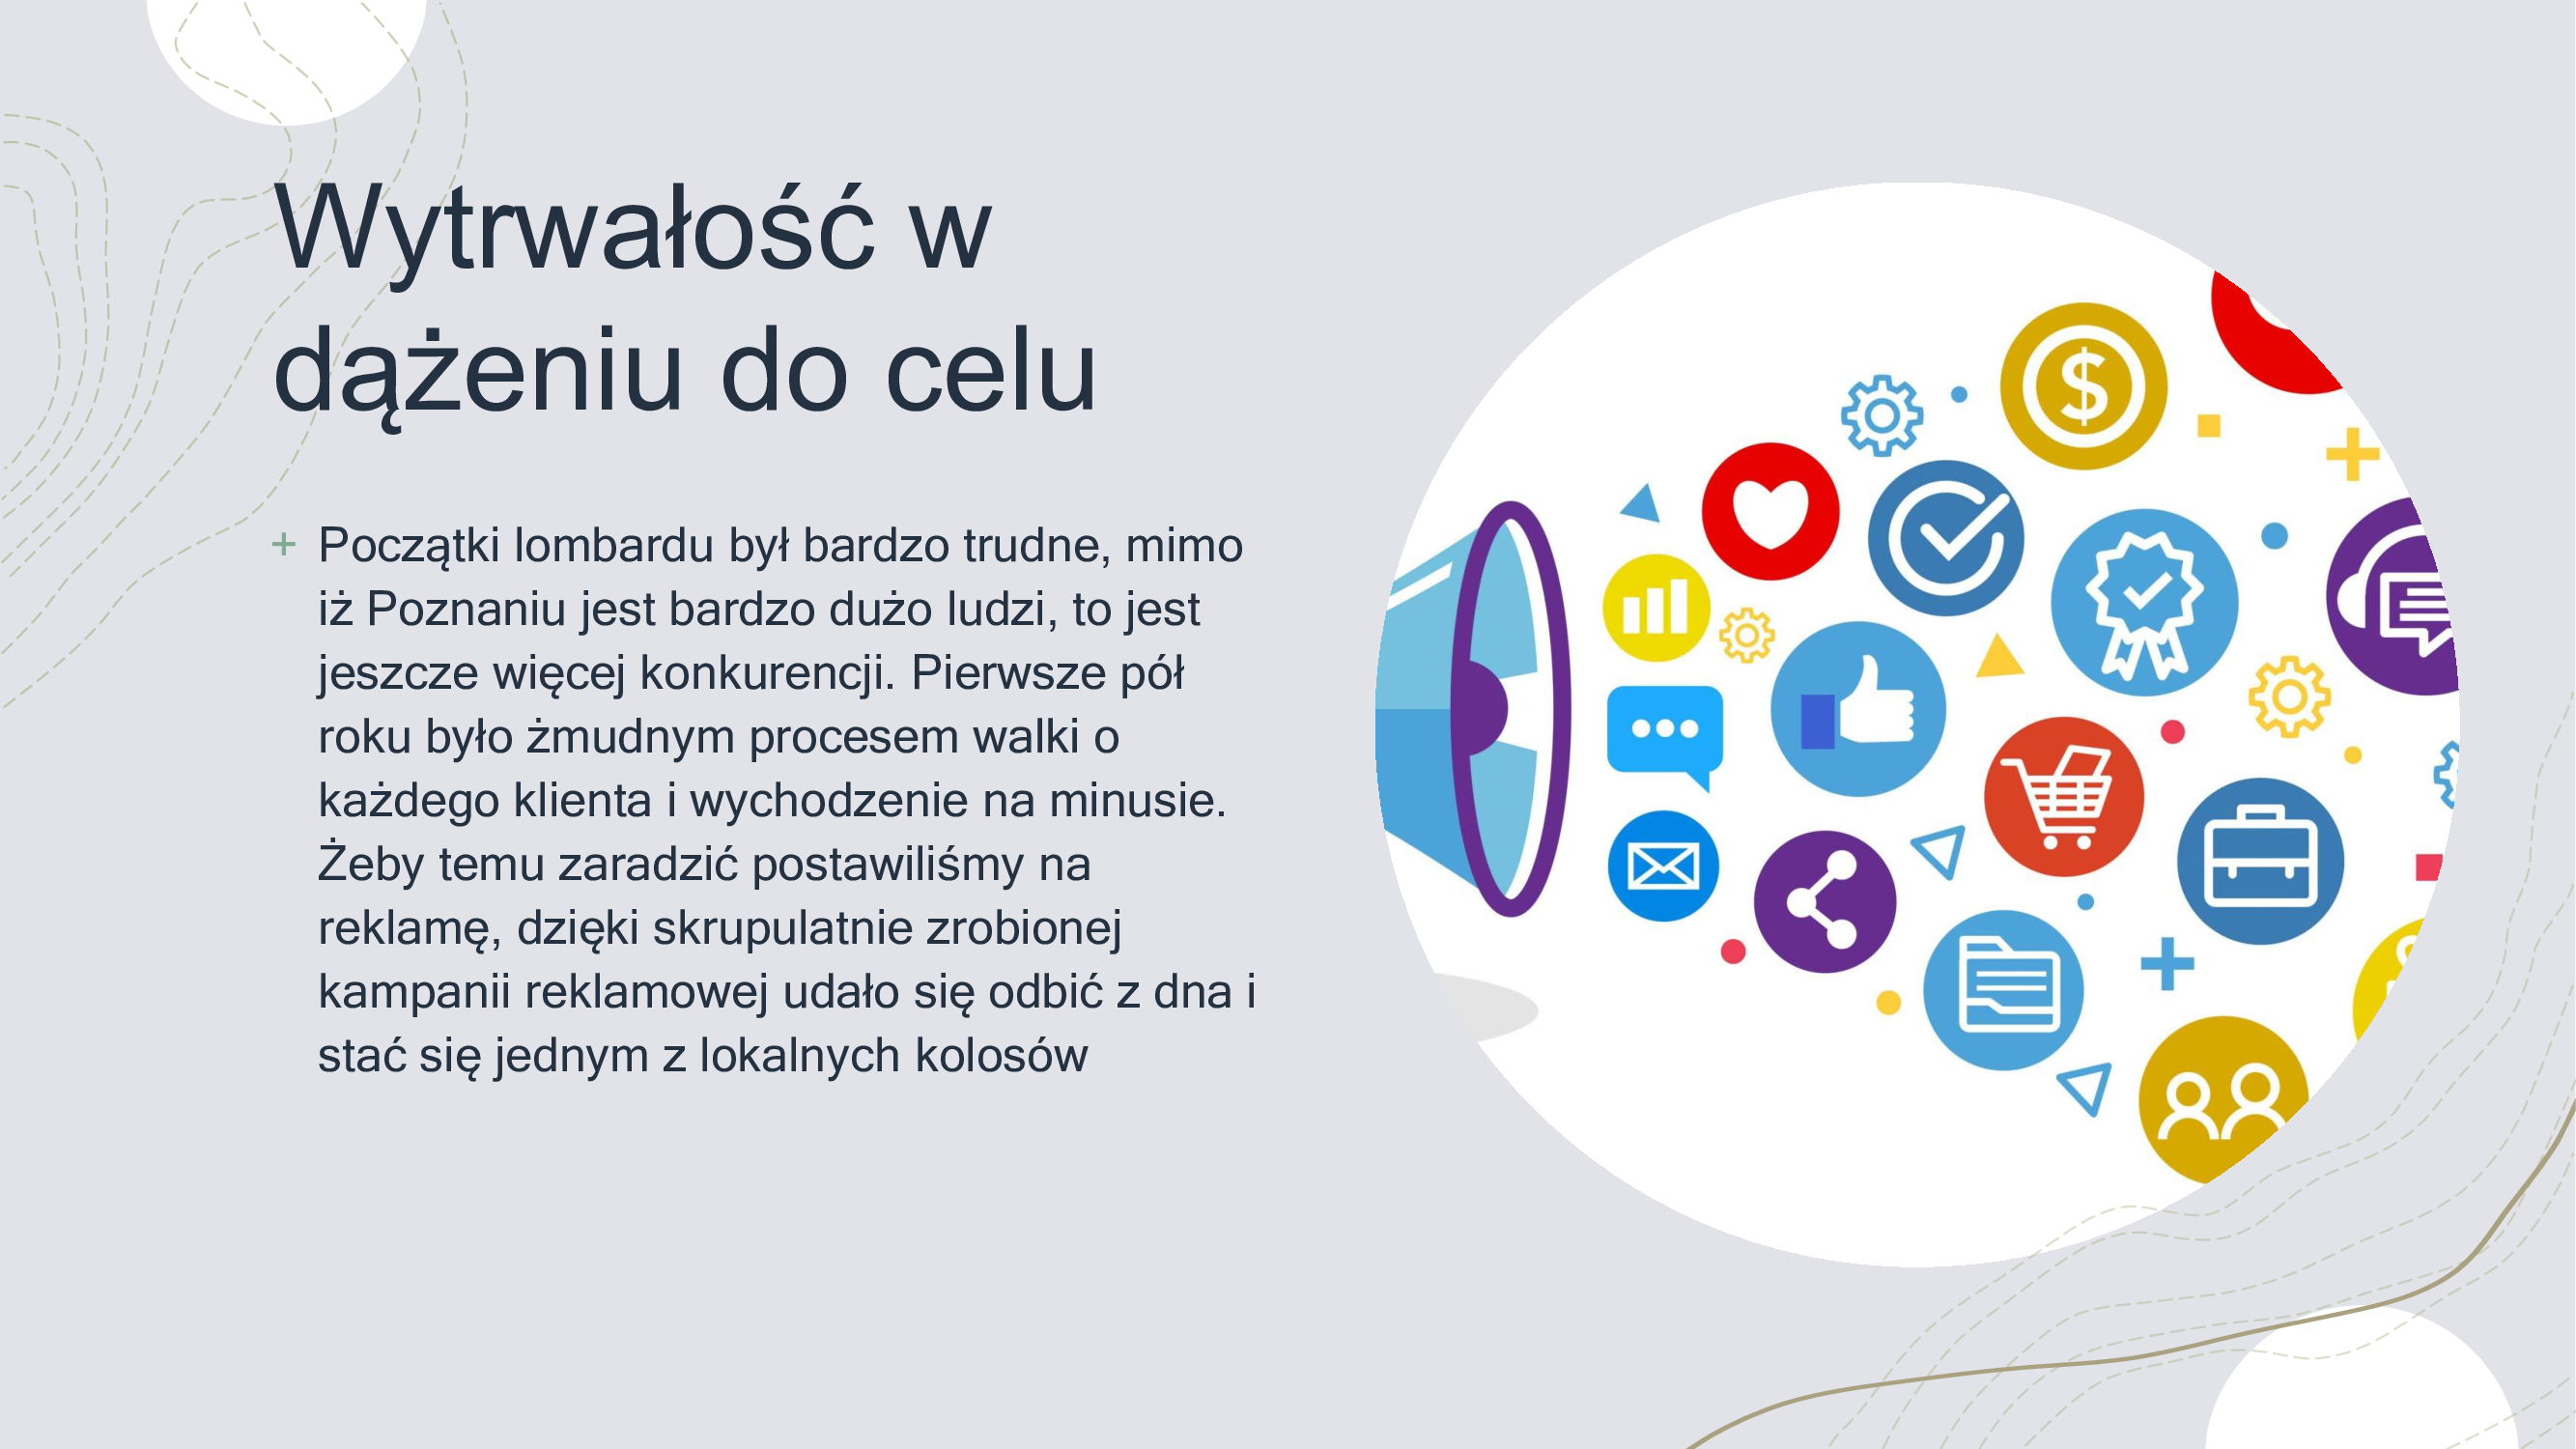 Wytrwałość w
dążeniu do celu
+ Początki lombardu był bardzo trudne, mimo
iż Poznaniu jest bardzo dużo ludzi, to jest
jeszcze więcej konkurencji. Pierwsze pół
roku było żmudnym procesem walki o
każdego klienta i wychodzenie na minusie.
Żeby temu zaradzić postawiliśmy na
reklamę, dzięki skrupulatnie zrobionej
kampanii reklamowej udało się odbić z dna i
stać się jednym z lokalnych kolosów